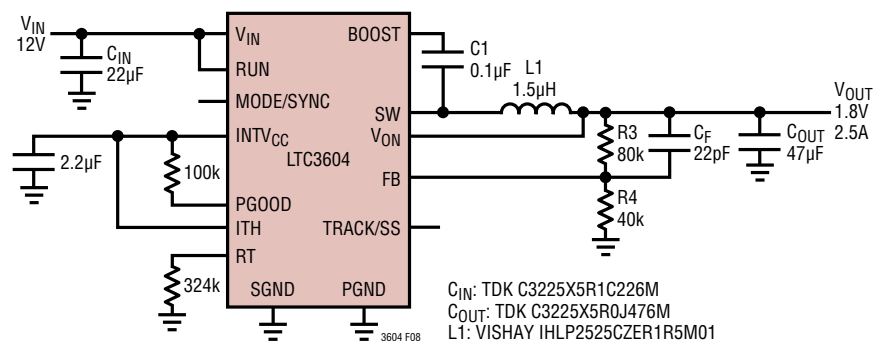 VIN
12V
CIN
22µF
VIN
RUN
MODE/SYNC
INTVCC
LTC3604
PGOOD
ITH
RT
SGND
PGND
BOOST
SW
VON
FB
TRACK/SS
C1
0.1µF
L1
1.5µH
VOUT
1.8V
2.5A
R3
80k
CF
22pF
COUT
47µF
R4
40k
2.2µF
100k
324k
3604 F08
CIN: TDK C3225X5R1C226M
COUT: TDK C3225X5R0J476M
L1: VISHAY IHLP2525CZER1R5M01